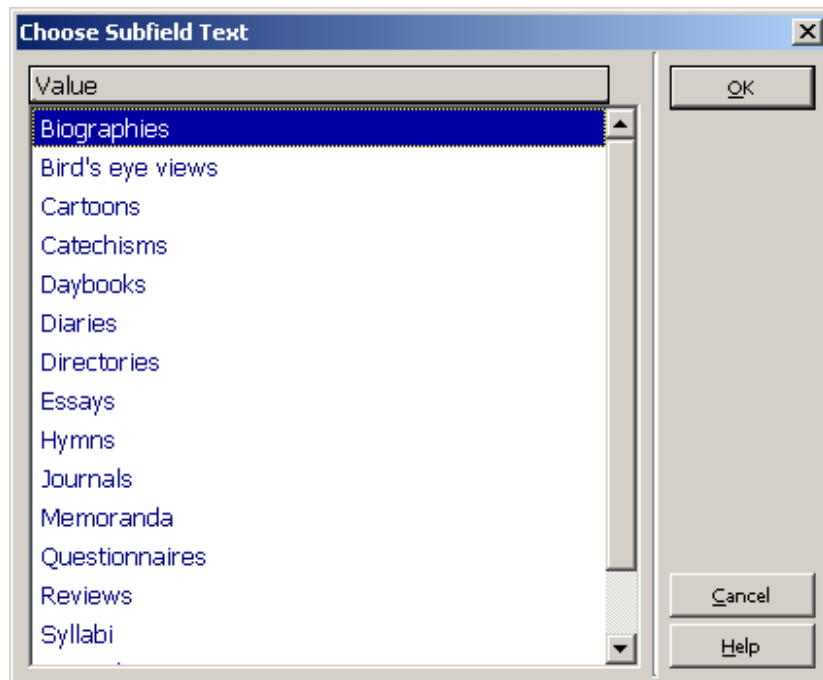 Choose Subfield Text
Value
OK
Biographies
Bird's eye views
Cartoons
Catechisms
Daybooks
Diaries
Directories
Essays
Hymns
Journals
Memoranda
Questionnaires
Reviews
Cancel
Syllabi
Help